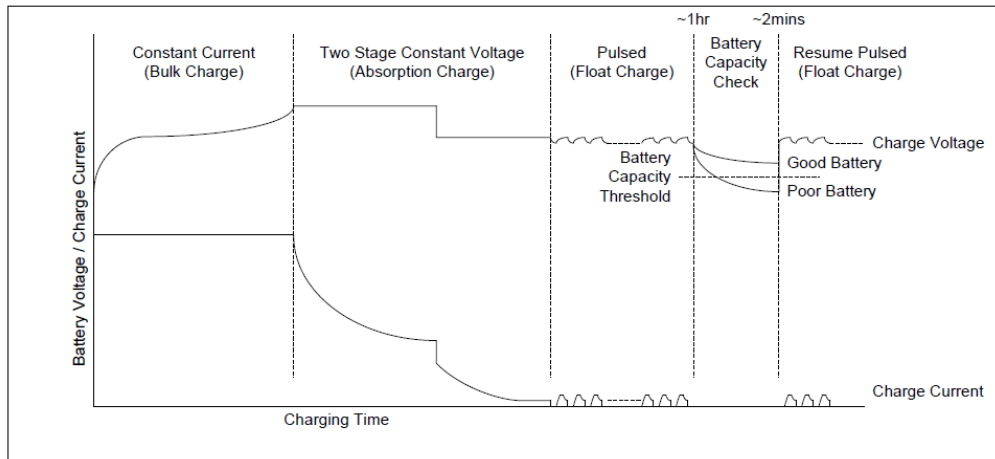 ~1hr
~2mins
Constant Current
(Bulk Charge)
Two Stage Constant Voltage
(Absorption Charge)
Pulsed
(Float Charge)
Battery
Capacity
Check
Resume Pulsed
(Float Charge)
Battery Voltage / Charge Current
Battery
Capacity
Threshold
Charge Voltage
Good Battery
Poor Battery
Charge Current
Charging Time